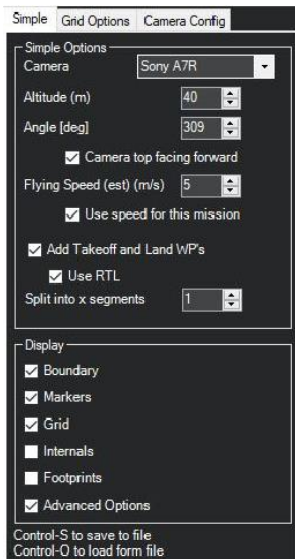 Simple Grid Options Camera Config
Simple Options
Camera Sony A7R
Altitude (m) 40
Angle [deg] 309
Camera top facing forward
Flying Speed (est) (m/s) 5
Use speed for this mission
Add Takeoff and Land WP's
Use RTL
Split into x segments 1
Display
Boundary
Markers
Grid
Internals
Footprints
Advanced Options
Control-S to save to file
Control-O to load form file